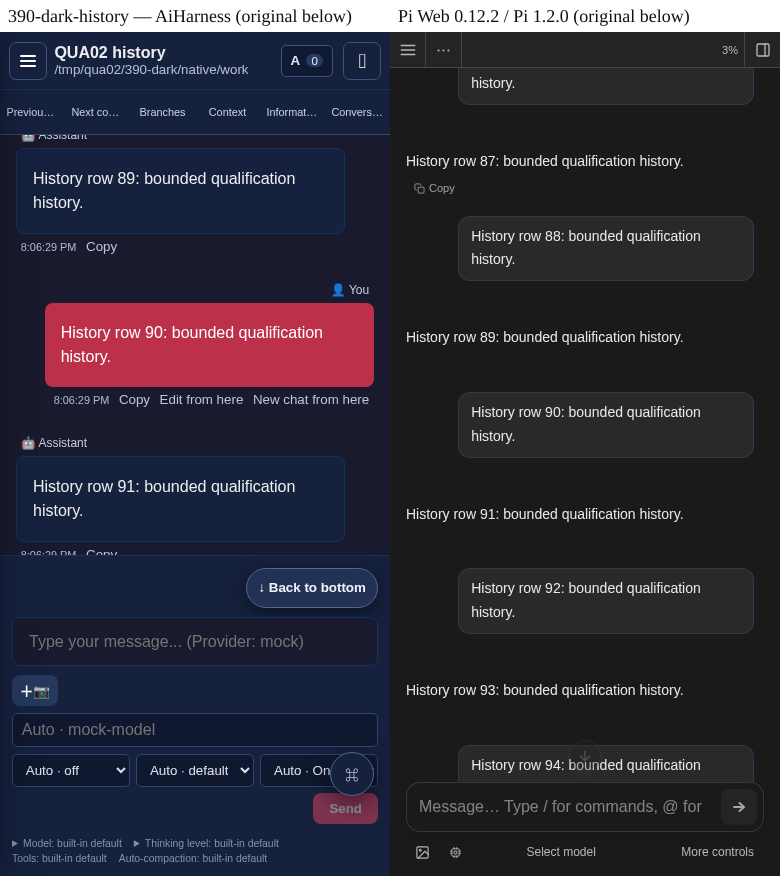 390-dark-history — AiHarness (original below)
QUA02 history
/tmp/qua02/390-dark/native/work
A 0
Previou… Next co… Branches Context Informat… Convers…
Assistant
History row 89: bounded qualification
history.
8:06:29 PM Copy
You
History row 90: bounded qualification
history.
8:06:29 PM Copy Edit from here New chat from here
Assistant
History row 91: bounded qualification
history.
8:06:29 PM Copy
↓ Back to bottom
Type your message... (Provider: mock)
Auto · mock-model
Auto · off Auto · default Auto · On
Send
Model: built-in default Thinking level: built-in default
Tools: built-in default Auto-compaction: built-in default
Pi Web 0.12.2 / Pi 1.2.0 (original below)
3%
history.
History row 87: bounded qualification history.
Copy
History row 88: bounded qualification
history.
History row 89: bounded qualification history.
History row 90: bounded qualification
history.
History row 91: bounded qualification history.
History row 92: bounded qualification
history.
History row 93: bounded qualification history.
History row 94: bounded qualification
Message… Type / for commands, @ for
Select model More controls